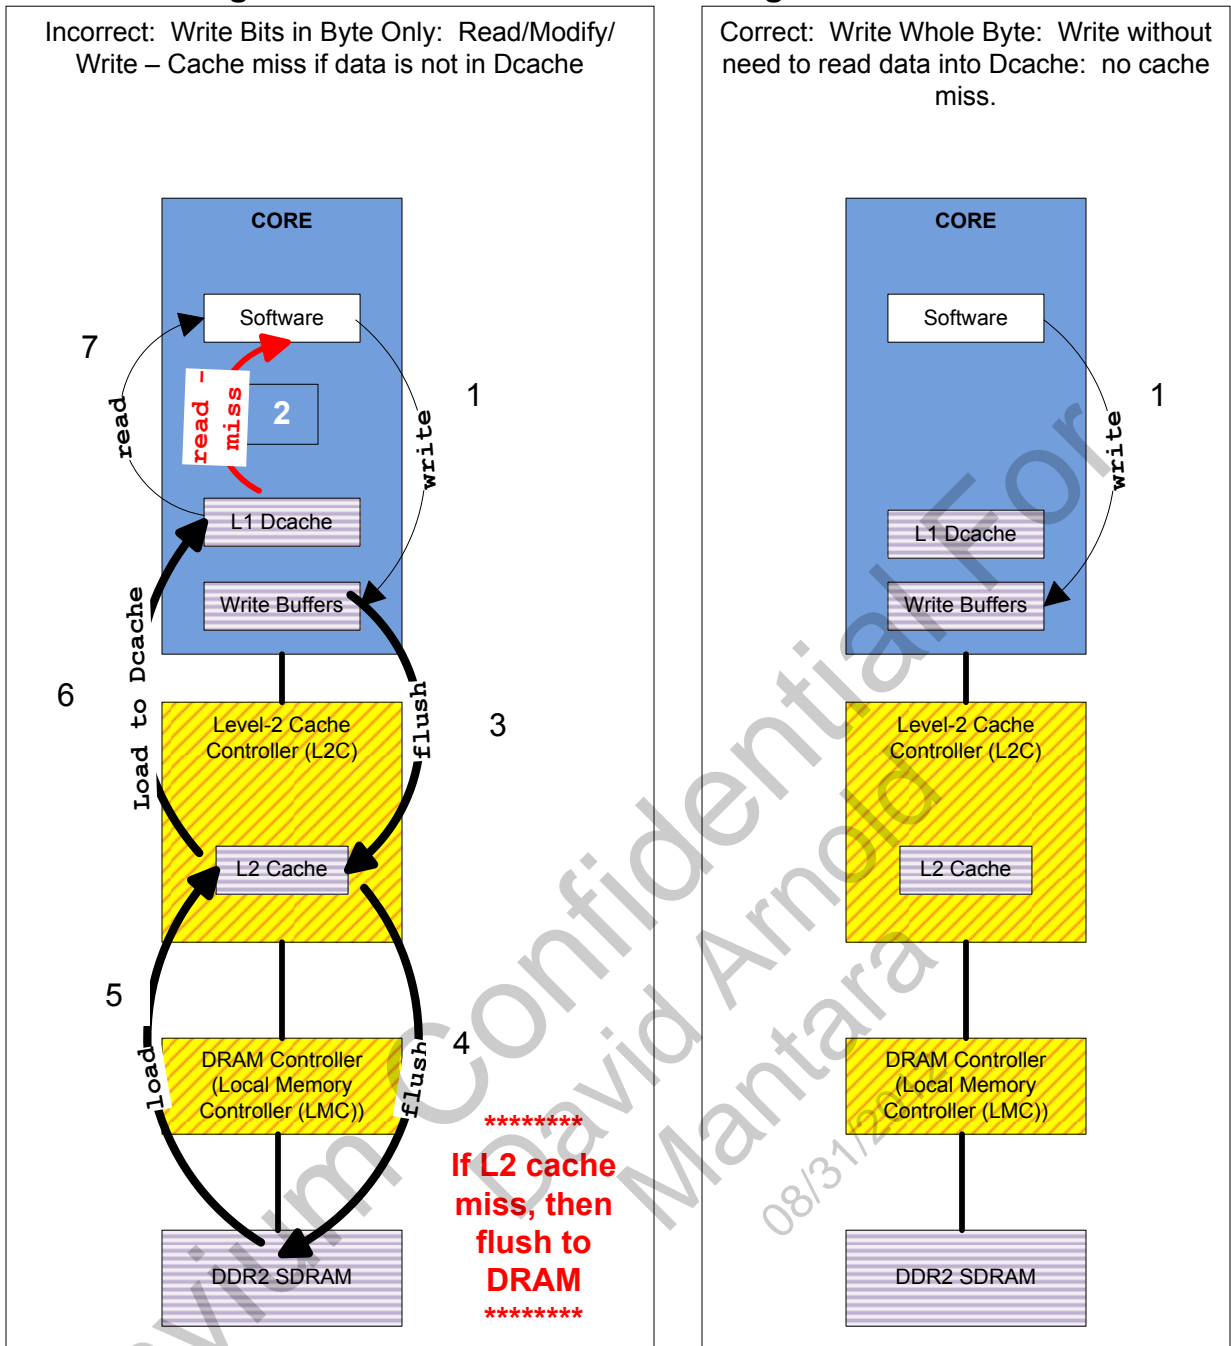 Incorrect: Write Bits in Byte Only: Read/Modify/
Write – Cache miss if data is not in Dcache
CORE
Software
7
1
read
read –
miss
2
write
L1 Dcache
Write Buffers
Load to Dcache
6
flush
3
Level-2 Cache
Controller (L2C)
L2 Cache
5
4
load
flush
DRAM Controller
(Local Memory
Controller (LMC))
********
If L2 cache
miss, then
flush to
DRAM
********
DDR2 SDRAM
Correct: Write Whole Byte: Write without
need to read data into Dcache: no cache
miss.
CORE
Software
1
write
L1 Dcache
Write Buffers
Level-2 Cache
Controller (L2C)
L2 Cache
DRAM Controller
(Local Memory
Controller (LMC))
DDR2 SDRAM
Confidential For
David Arnold
Mantara